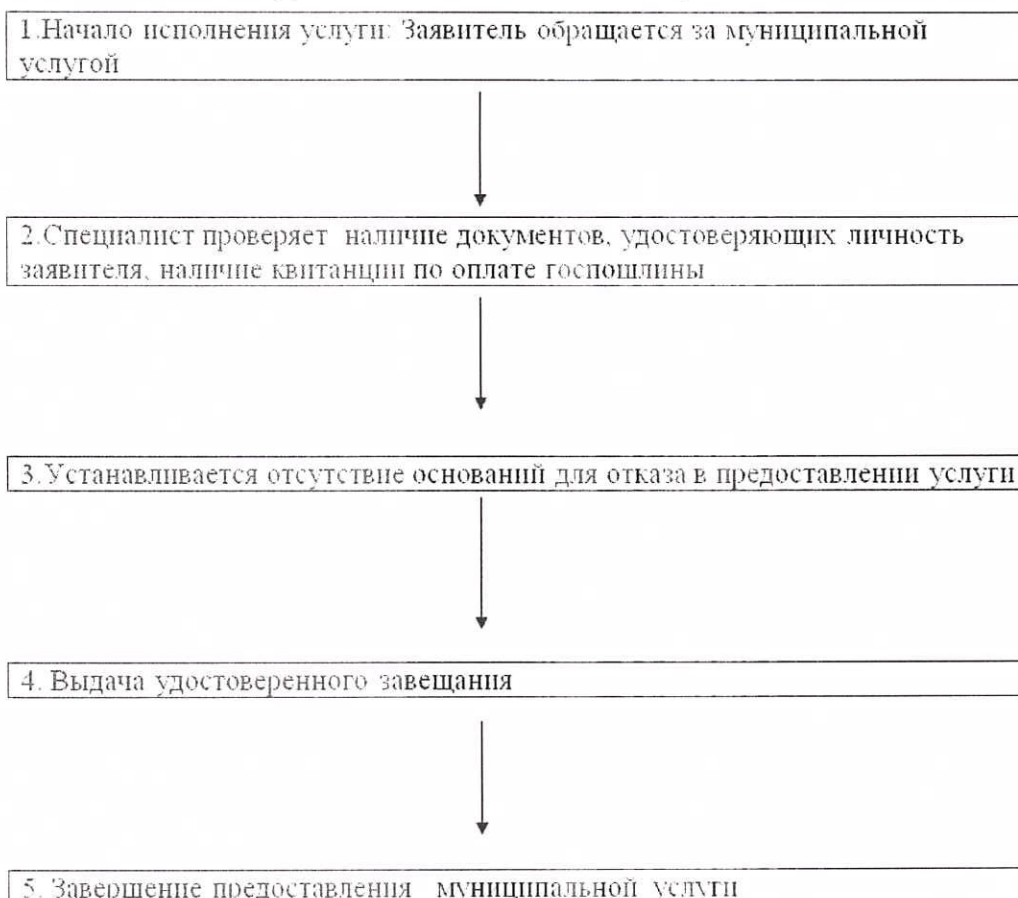 1.Начало исполнения услуги: Заявитель обращается за муниципальной
услугой
2.Специалист проверяет наличие документов, удостоверяющих личность
заявителя, наличие квитанции по оплате госпошлины
3.Устанавливается отсутствие оснований для отказа в предоставлении услуги
4. Выдача удостоверенного завещания
5. Завершение предоставления муниципальной услуги